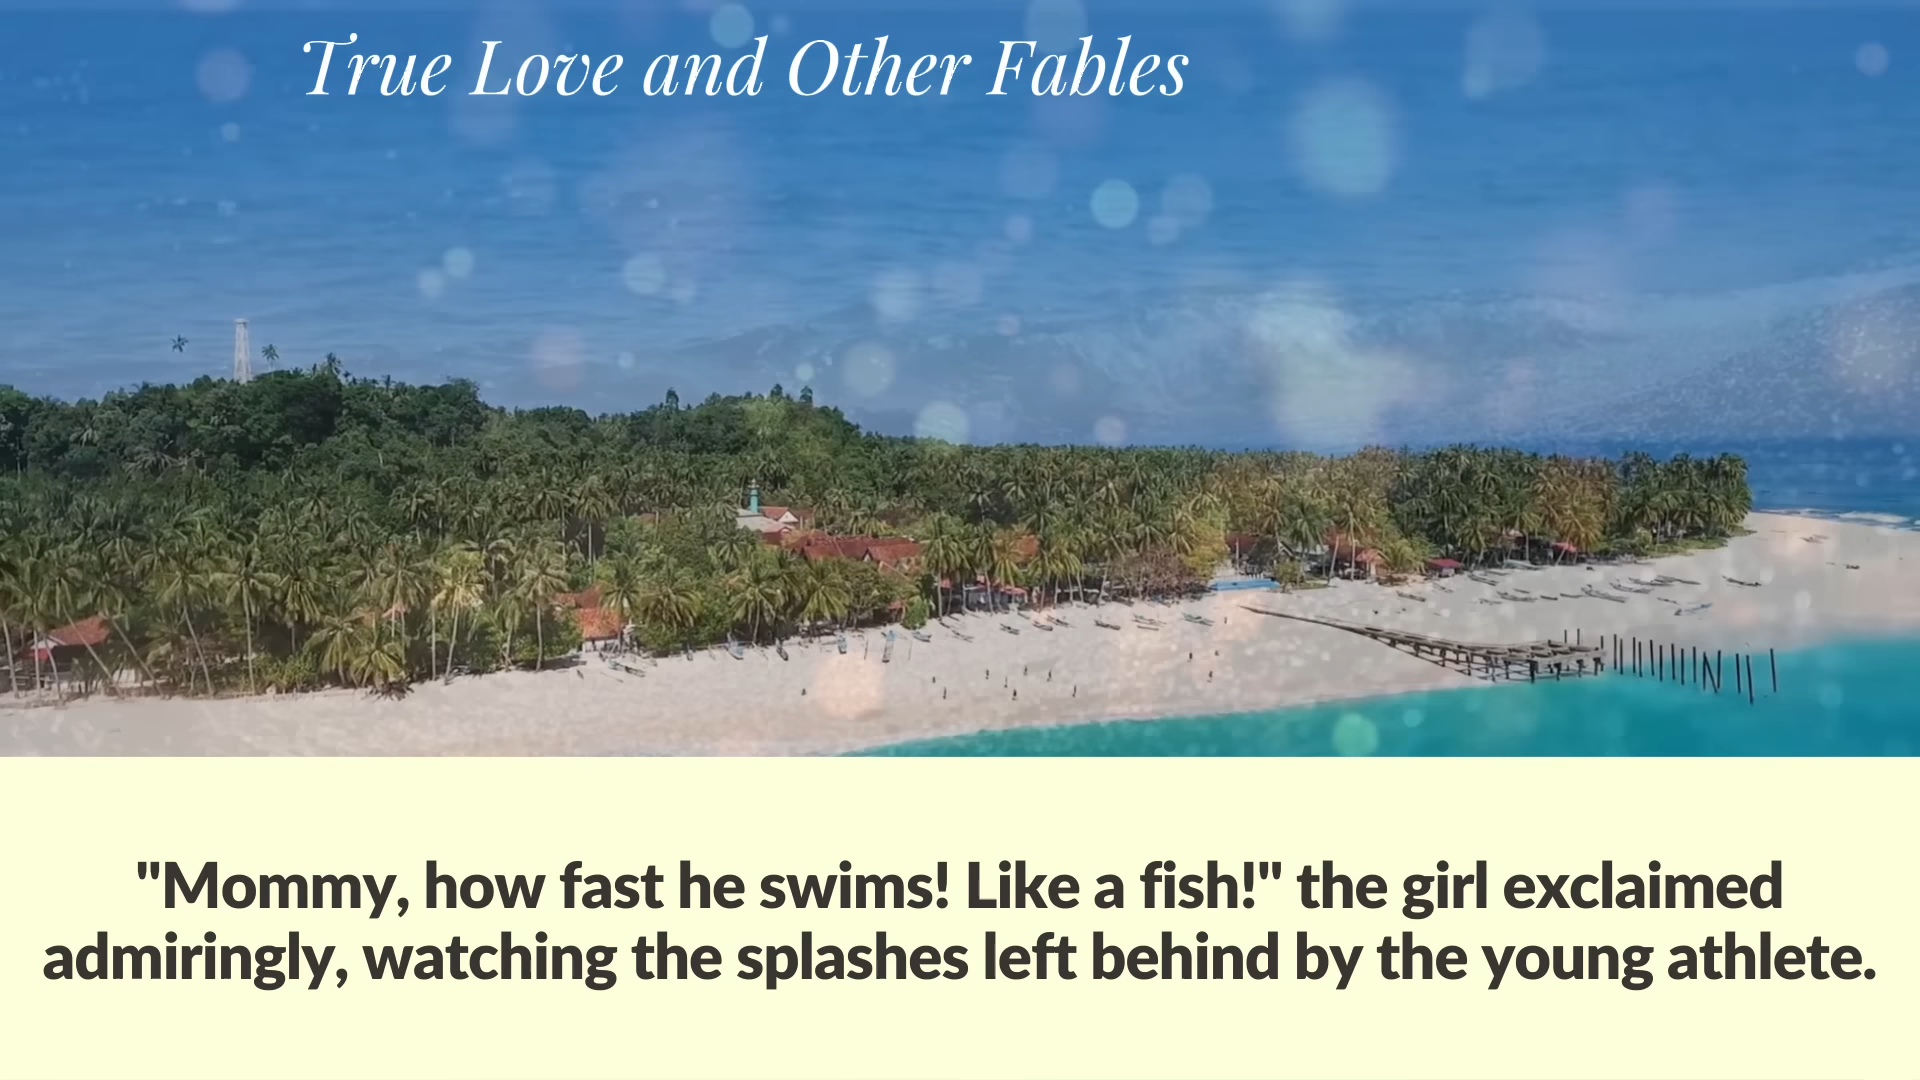 True Love and Other Fables
"Mommy, how fast he swims! Like a fish!" the girl exclaimed
admiringly, watching the splashes left behind by the young athlete.